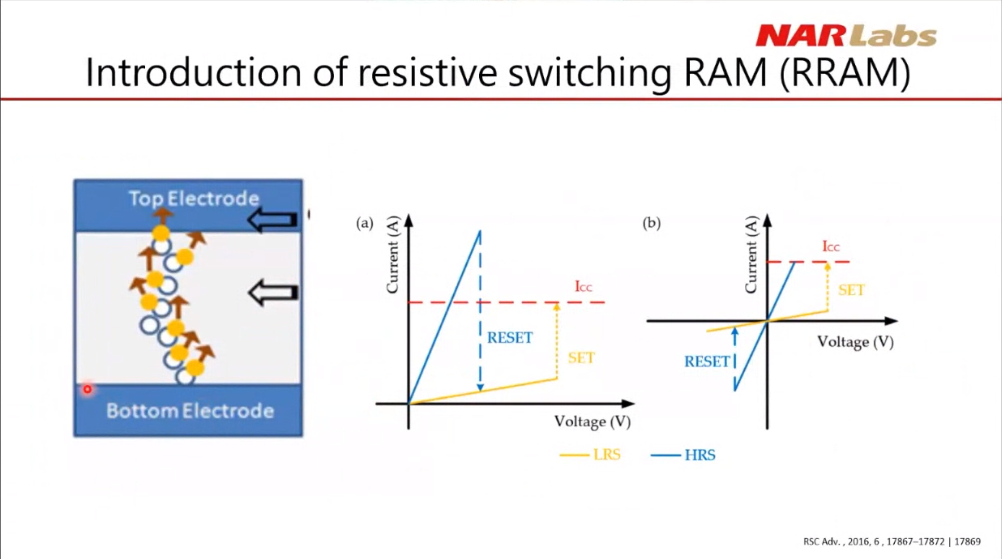 NARLabs
Introduction of resistive switching RAM (RRAM)
Top Electrode
Bottom Electrode
(a)
Current (A)
Icc
RESET
SET
Voltage (V)
(b)
Current (A)
Icc
SET
Voltage (V)
RESET
LRS
HRS
RSC Adv. , 2016, 6 , 17867–17872 | 17869